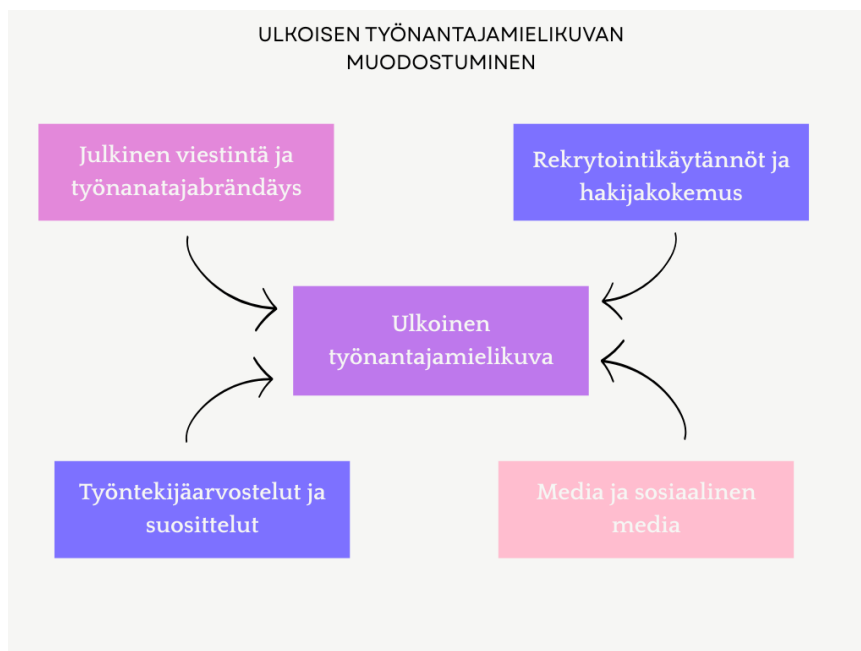 ULKOISEN TYÖNANTAJAMIELIKUVAN
MUODOSTUMINEN
Julkinen viestintä ja
työnanatajabrändäys
Rekrytointikäytännöt ja
hakijakokemus
Ulkoinen
työnantajamielikuva
Työntekijäarvostelut ja
suosittelut
Media ja sosiaalinen
media